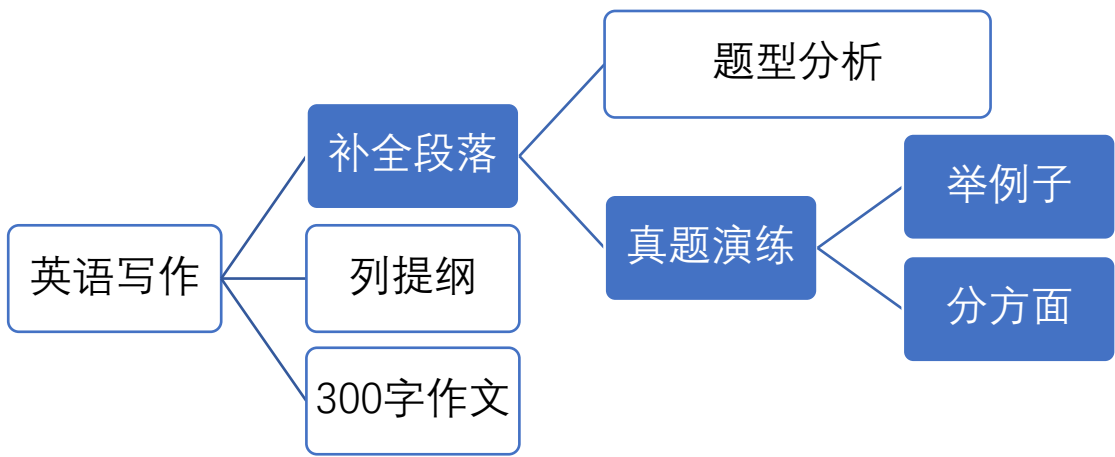 英语写作
补全段落
列提纲
300字作文
题型分析
真题演练
举例子
分方面